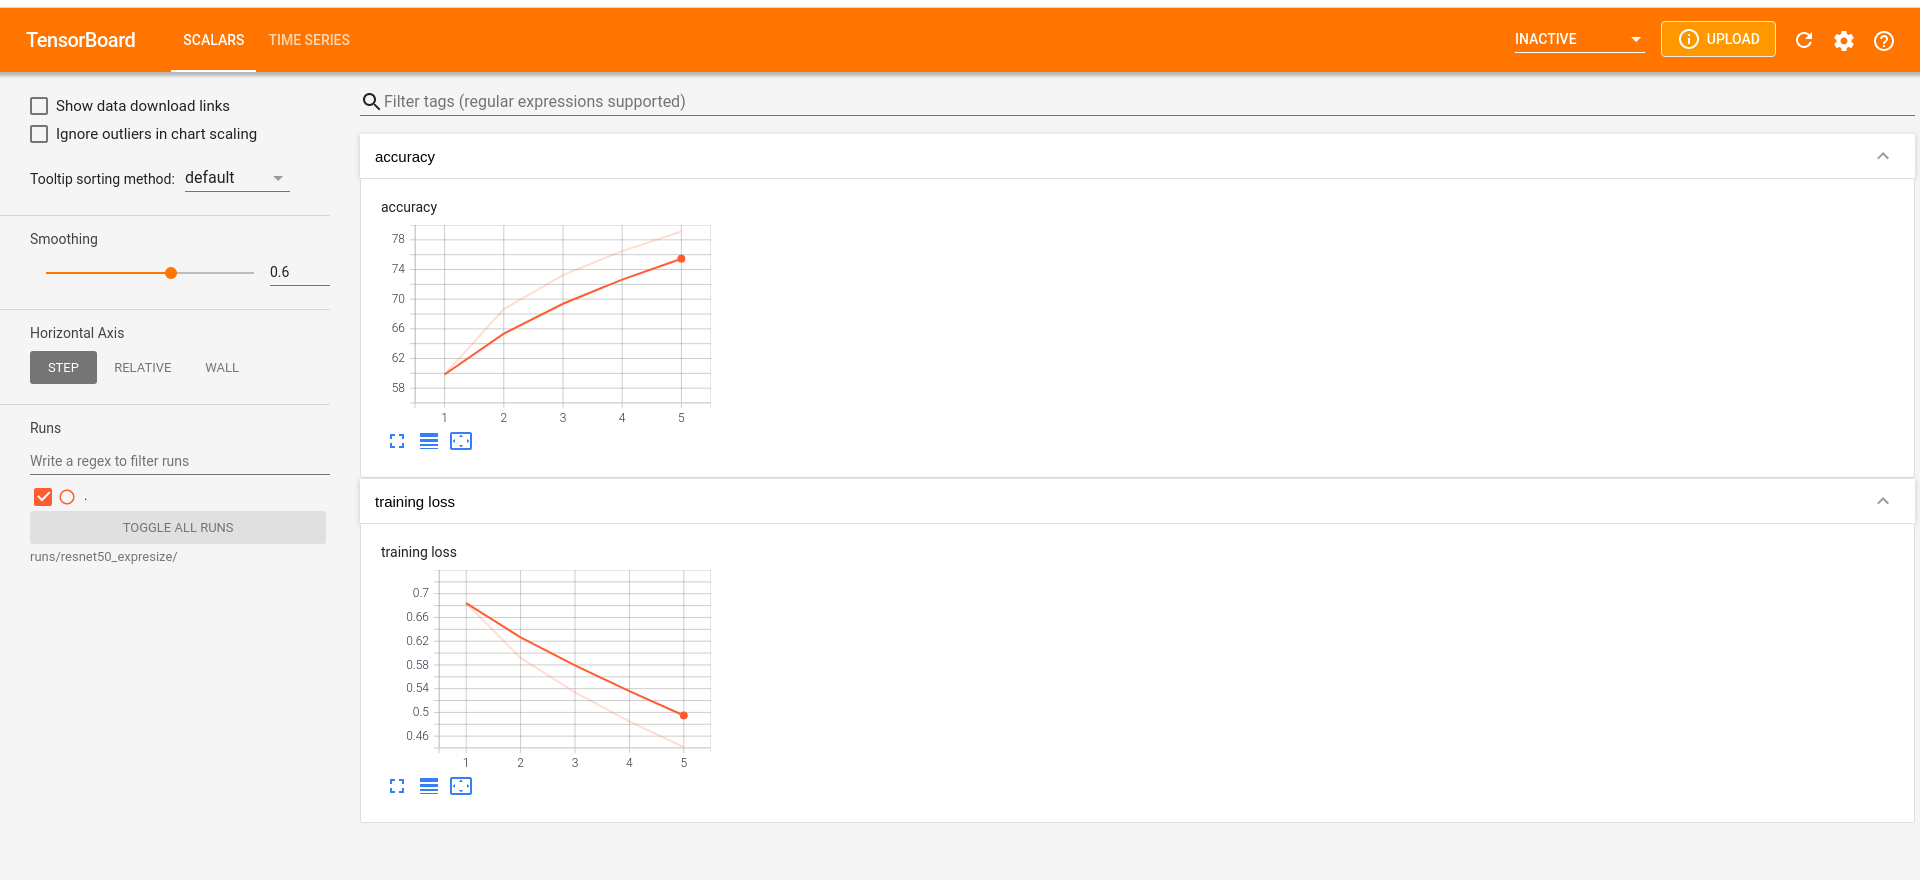 TensorBoard SCALARS TIME SERIES INACTIVE UPLOAD
Show data download links
Ignore outliers in chart scaling
Tooltip sorting method: default
Smoothing
0.6
Horizontal Axis
STEP RELATIVE WALL
Runs
Write a regex to filter runs
.
TOGGLE ALL RUNS
runs/resnet50_expresize/
Filter tags (regular expressions supported)
accuracy
accuracy
78
74
70
66
62
58
1 2 3 4 5
training loss
training loss
0.7
0.66
0.62
0.58
0.54
0.5
0.46
1 2 3 4 5